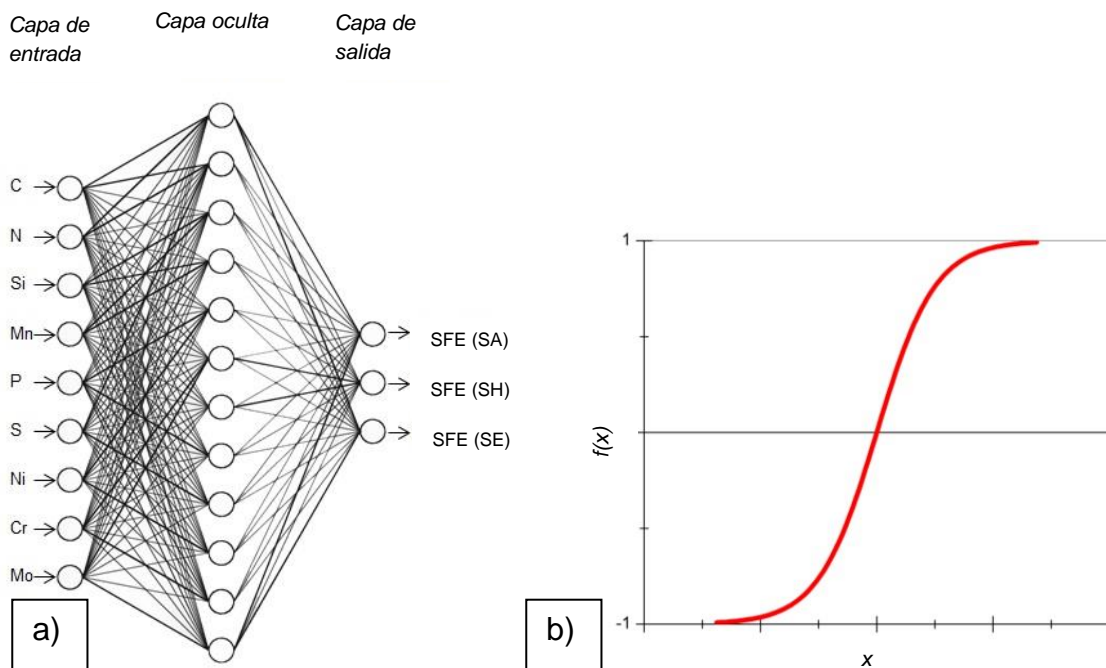 Capa de
entrada
Capa oculta
Capa de
salida
C
N
Si
Mn
P
S
Ni
Cr
Mo
SFE (SA)
SFE (SH)
SFE (SE)
a)
1
f(x)
-1
x
b)